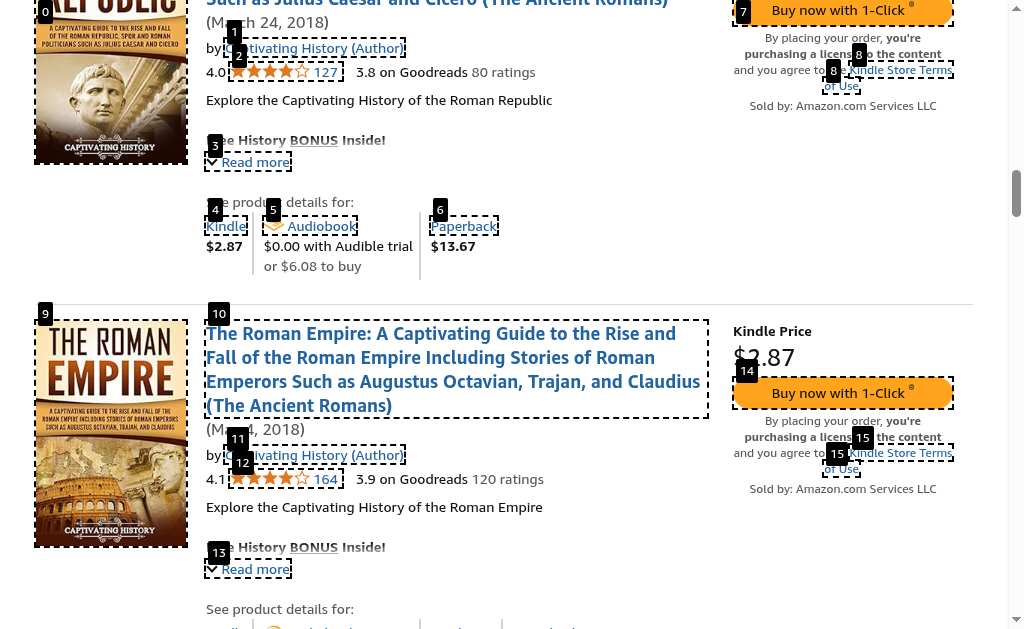 REPUBLIC
A CAPTIVATING GUIDE TO THE RISE AND FALL
OF THE ROMAN REPUBLIC, SPQR AND ROMAN
POLITICIANS SUCH AS JULIUS CAESAR AND CICERO
CAPTIVATING HISTORY
0
Such as Julius Caesar and Cicero (The Ancient Romans)
(March 24, 2018)
1
by Captivating History (Author)
2
4.0 127 3.8 on Goodreads 80 ratings
Explore the Captivating History of the Roman Republic
History BONUS Inside!
3
Read more
See product details for:
4 5 6
Kindle Audiobook Paperback
$2.87 $0.00 with Audible trial $13.67
or $6.08 to buy
7
Buy now with 1-Click ®
By placing your order, you're
purchasing a license to the content
8
and you agree to the Kindle Store Terms
8
of Use.
Sold by: Amazon.com Services LLC
9
THE ROMAN
EMPIRE
A CAPTIVATING GUIDE TO THE RISE AND FALL OF THE
ROMAN EMPIRE INCLUDING STORIES OF ROMAN EMPERORS
SUCH AS AUGUSTUS OCTAVIAN, TRAJAN, AND CLAUDIUS
CAPTIVATING HISTORY
10
The Roman Empire: A Captivating Guide to the Rise and
Fall of the Roman Empire Including Stories of Roman
Emperors Such as Augustus Octavian, Trajan, and Claudius
(The Ancient Romans)
4, 2018)
11
by Captivating History (Author)
12
4.1 164 3.9 on Goodreads 120 ratings
Explore the Captivating History of the Roman Empire
History BONUS Inside!
13
Read more
See product details for:
Kindle Price
$2.87
14
Buy now with 1-Click ®
By placing your order, you're
purchasing a license to the content
15
and you agree to the Kindle Store Terms
15
of Use.
Sold by: Amazon.com Services LLC